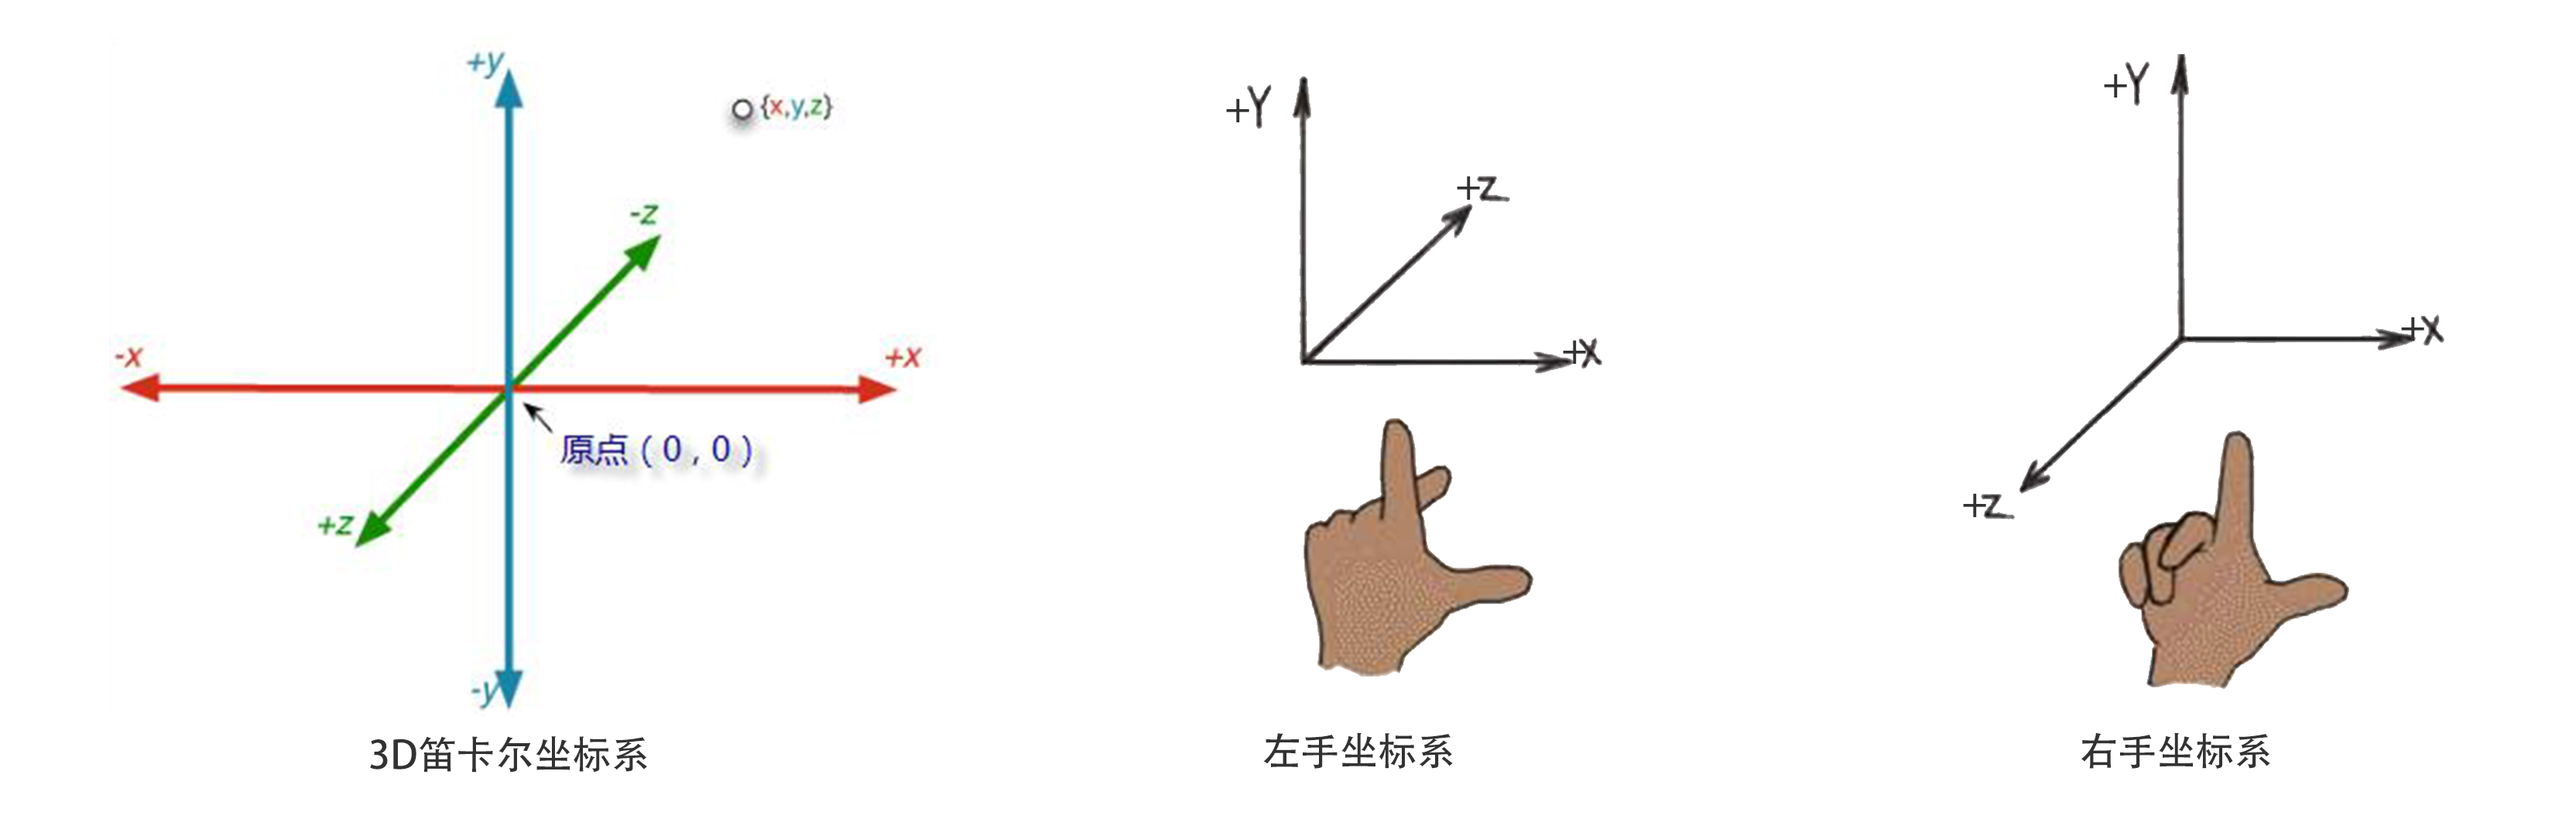 +y
{x,y,z}
-z
-x
+x
原点（0，0）
+z
-y
3D笛卡尔坐标系
+Y
+Z
+X
左手坐标系
+Y
+X
+Z
右手坐标系